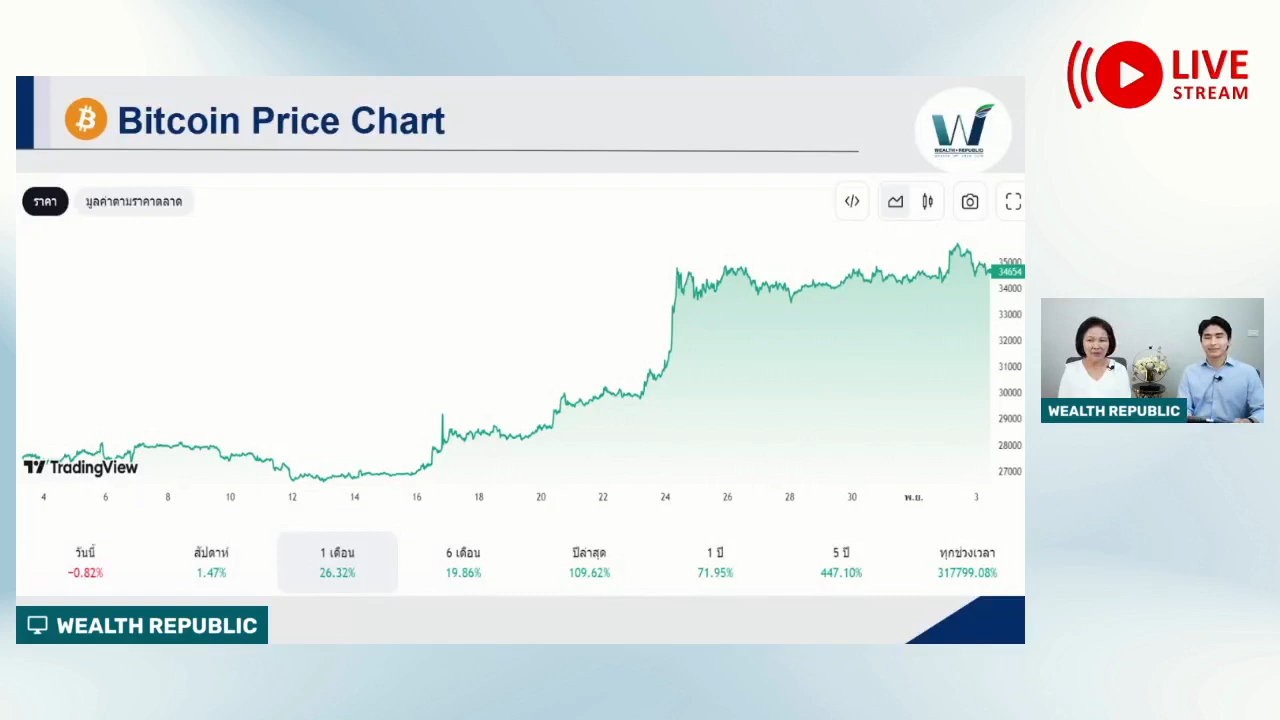 LIVE
STREAM
Bitcoin Price Chart
W
WEALTH REPUBLIC
ราคา
มูลค่าตามราคาตลาด
</>
35000
34654
34000
33000
32000
31000
30000
29000
28000
27000
TradingView
4 6 8 10 12 14 16 18 20 22 24 26 28 30 พ.ย. 3
วันนี้ สัปดาห์ 1 เดือน 6 เดือน ปีล่าสุด 1 ปี 5 ปี ทุกช่วงเวลา
−0.82% 1.47% 26.32% 19.86% 109.62% 71.95% 447.10% 317799.08%
WEALTH REPUBLIC
WEALTH REPUBLIC